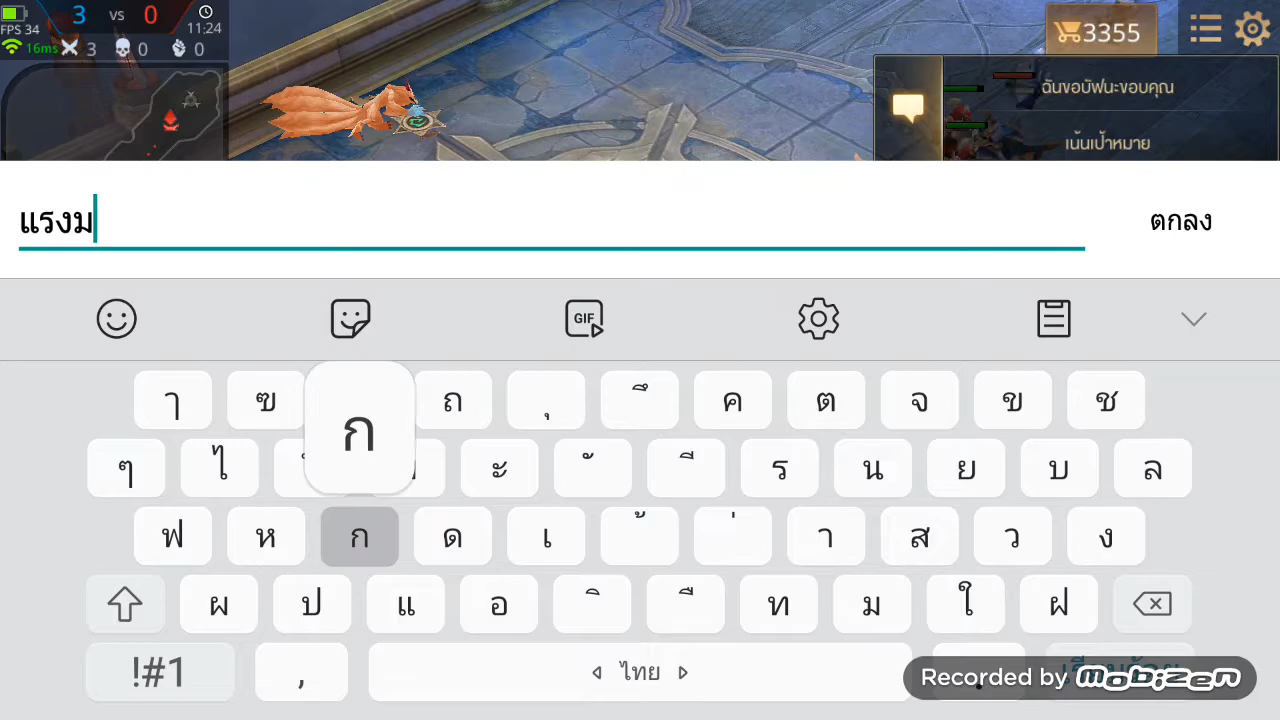 3 vs 0 11:24
FPS 34
16ms 3 0 0
3355
ฉันขอบัฟนะขอบคุณ
เน้นเป้าหมาย
แรงม ตกลง
GIF
ๅ ฃ ก ถ ุ ึ ค ต จ ข ช
ๆ ไ ะ ั ี ร น ย บ ล
ฟ ห ก ด เ ้ ่ า ส ว ง
ผ ป แ อ ิ ื ท ม ใ ฝ
!#1 , ไทย .
Recorded by mobizen